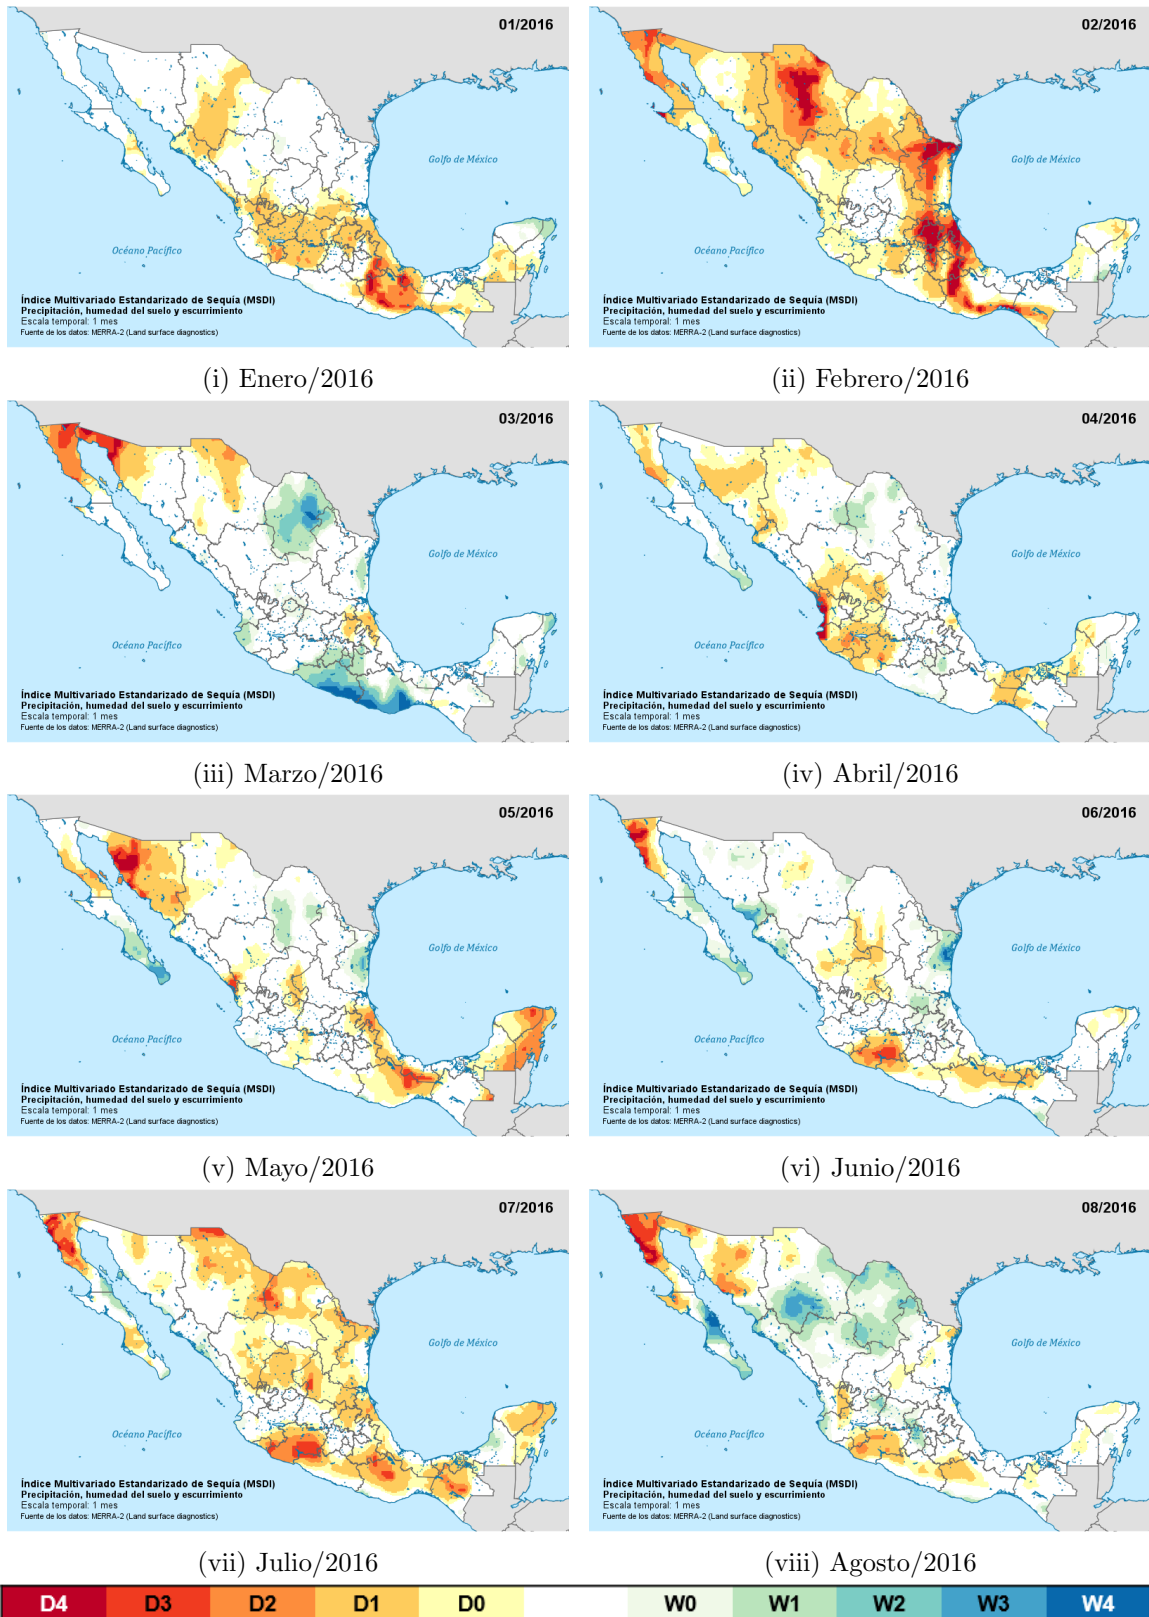 01/2016
Golfo de México
Océano Pacífico
Índice Multivariado Estandarizado de Sequía (MSDI)
Precipitación, humedad del suelo y escurrimiento
Escala temporal: 1 mes
Fuente de los datos: MERRA-2 (Land surface diagnostics)
(i) Enero/2016
02/2016
Golfo de México
Océano Pacífico
Índice Multivariado Estandarizado de Sequía (MSDI)
Precipitación, humedad del suelo y escurrimiento
Escala temporal: 1 mes
Fuente de los datos: MERRA-2 (Land surface diagnostics)
(ii) Febrero/2016
03/2016
Golfo de México
Océano Pacífico
Índice Multivariado Estandarizado de Sequía (MSDI)
Precipitación, humedad del suelo y escurrimiento
Escala temporal: 1 mes
Fuente de los datos: MERRA-2 (Land surface diagnostics)
(iii) Marzo/2016
04/2016
Golfo de México
Océano Pacífico
Índice Multivariado Estandarizado de Sequía (MSDI)
Precipitación, humedad del suelo y escurrimiento
Escala temporal: 1 mes
Fuente de los datos: MERRA-2 (Land surface diagnostics)
(iv) Abril/2016
05/2016
Golfo de México
Océano Pacífico
Índice Multivariado Estandarizado de Sequía (MSDI)
Precipitación, humedad del suelo y escurrimiento
Escala temporal: 1 mes
Fuente de los datos: MERRA-2 (Land surface diagnostics)
(v) Mayo/2016
06/2016
Golfo de México
Océano Pacífico
Índice Multivariado Estandarizado de Sequía (MSDI)
Precipitación, humedad del suelo y escurrimiento
Escala temporal: 1 mes
Fuente de los datos: MERRA-2 (Land surface diagnostics)
(vi) Junio/2016
07/2016
Golfo de México
Océano Pacífico
Índice Multivariado Estandarizado de Sequía (MSDI)
Precipitación, humedad del suelo y escurrimiento
Escala temporal: 1 mes
Fuente de los datos: MERRA-2 (Land surface diagnostics)
(vii) Julio/2016
08/2016
Golfo de México
Océano Pacífico
Índice Multivariado Estandarizado de Sequía (MSDI)
Precipitación, humedad del suelo y escurrimiento
Escala temporal: 1 mes
Fuente de los datos: MERRA-2 (Land surface diagnostics)
(viii) Agosto/2016
D4 D3 D2 D1 D0 W0 W1 W2 W3 W4